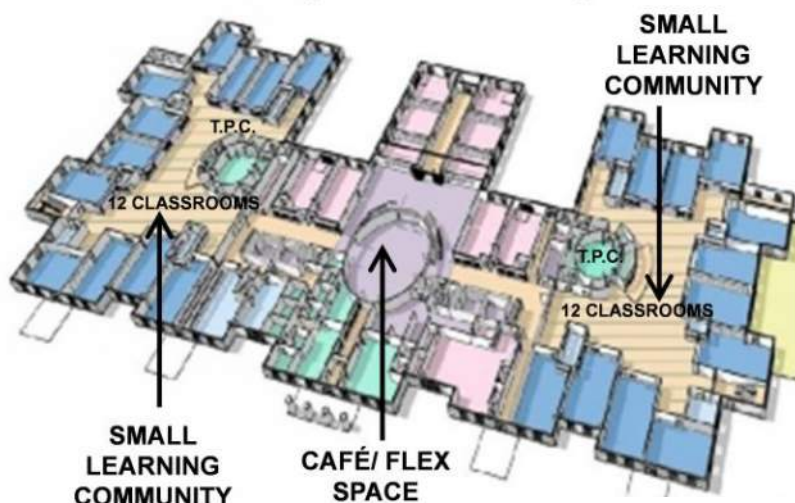 SMALL
LEARNING
COMMUNITY
T.P.C.
12 CLASSROOMS
T.P.C.
12 CLASSROOMS
SMALL
LEARNING
COMMUNITY
CAFÉ/ FLEX
SPACE